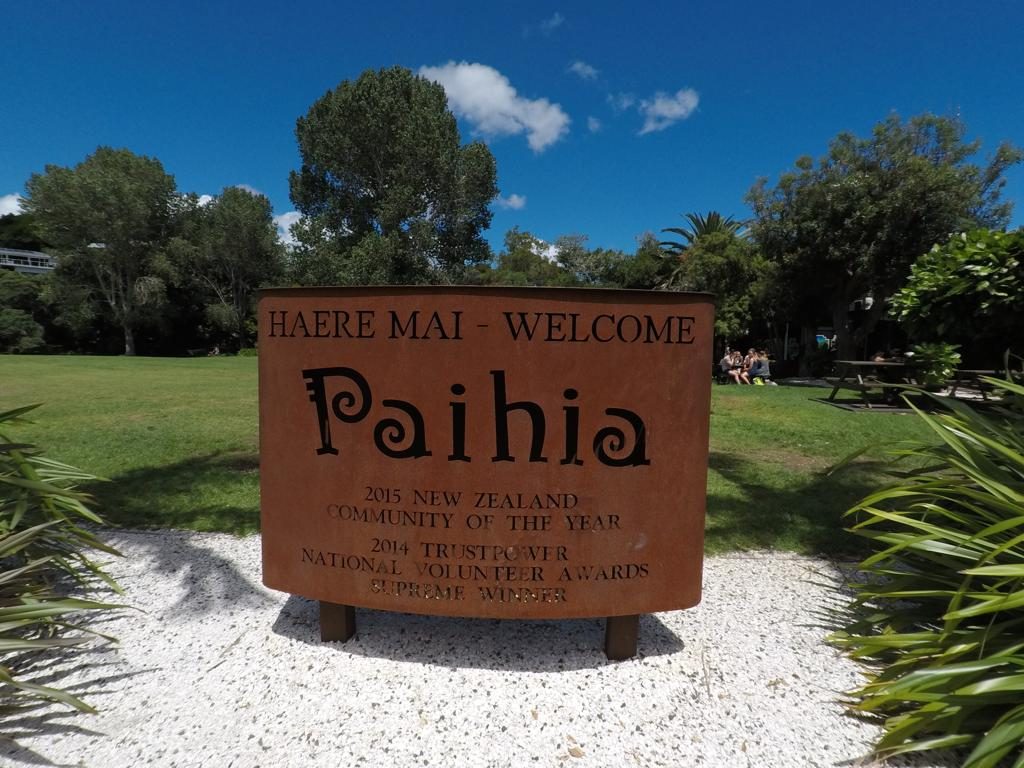 HAERE MAI - WELCOME
Paihia
2015 NEW ZEALAND
COMMUNITY OF THE YEAR
2014 TRUSTPOWER
NATIONAL VOLUNTEER AWARDS
SUPREME WINNER